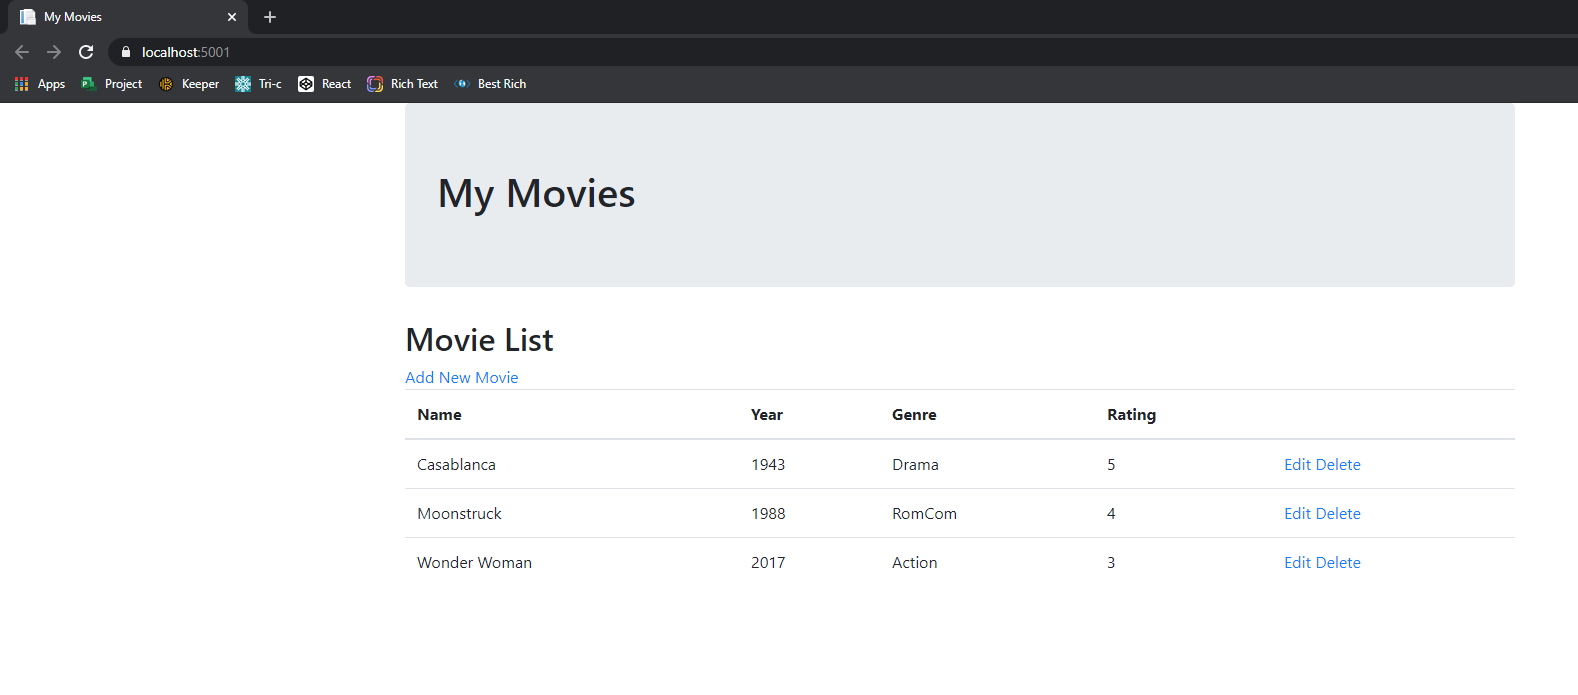 My Movies
localhost:5001
Apps Project Keeper Tri-c React Rich Text Best Rich
My Movies
Movie List
Add New Movie
Name Year Genre Rating
Casablanca 1943 Drama 5 Edit Delete
Moonstruck 1988 RomCom 4 Edit Delete
Wonder Woman 2017 Action 3 Edit Delete